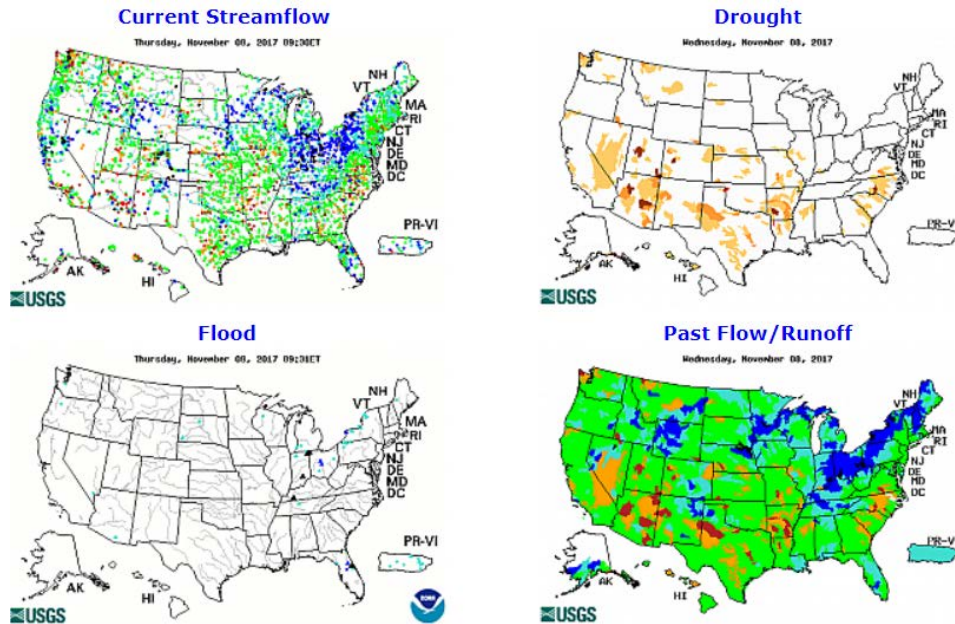 Current Streamflow
Thursday, November 09, 2017 09:30ET
NH
VT
MA
RI
CT
NJ
DE
MD
DC
PR-VI
AK
HI
USGS
Drought
Wednesday, November 08, 2017
NH
VT
MA
RI
CT
NJ
DE
MD
DC
PR-V
AK
HI
USGS
Flood
Thursday, November 09, 2017 09:31ET
NH
VT
MA
RI
CT
NJ
DE
MD
DC
PR-VI
AK
HI
USGS
NOAA
Past Flow/Runoff
Wednesday, November 08, 2017
NH
VT
MA
RI
CT
NJ
DE
MD
DC
PR-V
AK
HI
USGS